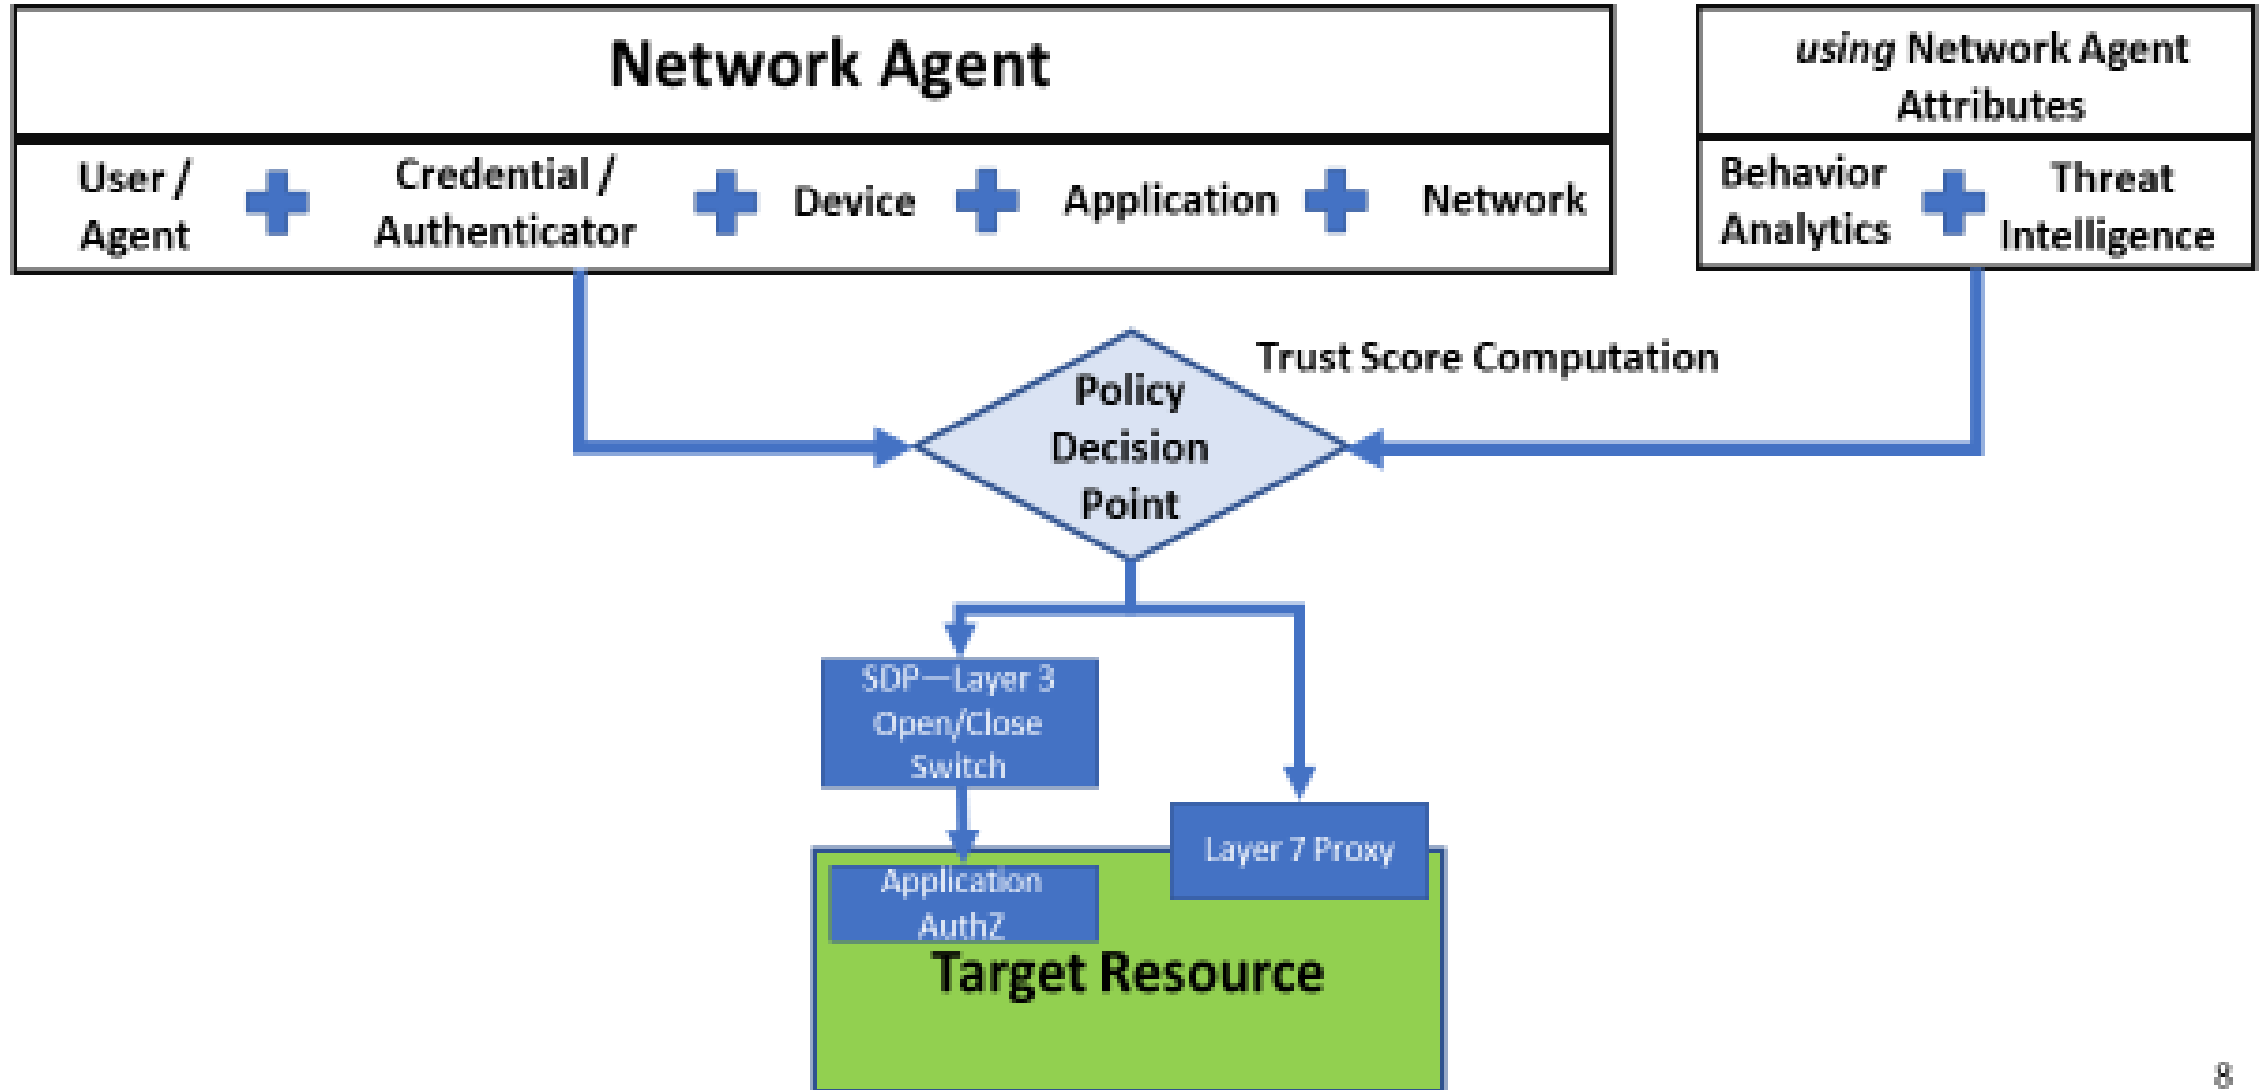 Network Agent
User /
Agent
Credential /
Authenticator
Device
Application
Network
using Network Agent
Attributes
Behavior
Analytics
Threat
Intelligence
Trust Score Computation
Policy
Decision
Point
SDP—Layer 3
Open/Close
Switch
Layer 7 Proxy
Application
AuthZ
Target Resource
8